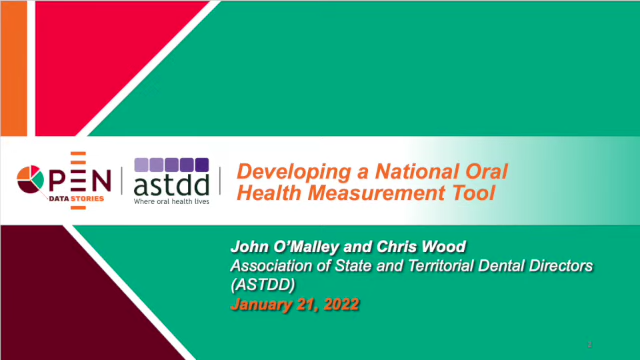 OPEN
DATA STORIES
astdd
Where oral health lives
Developing a National Oral
Health Measurement Tool
John O'Malley and Chris Wood
Association of State and Territorial Dental Directors
(ASTDD)
January 21, 2022
1